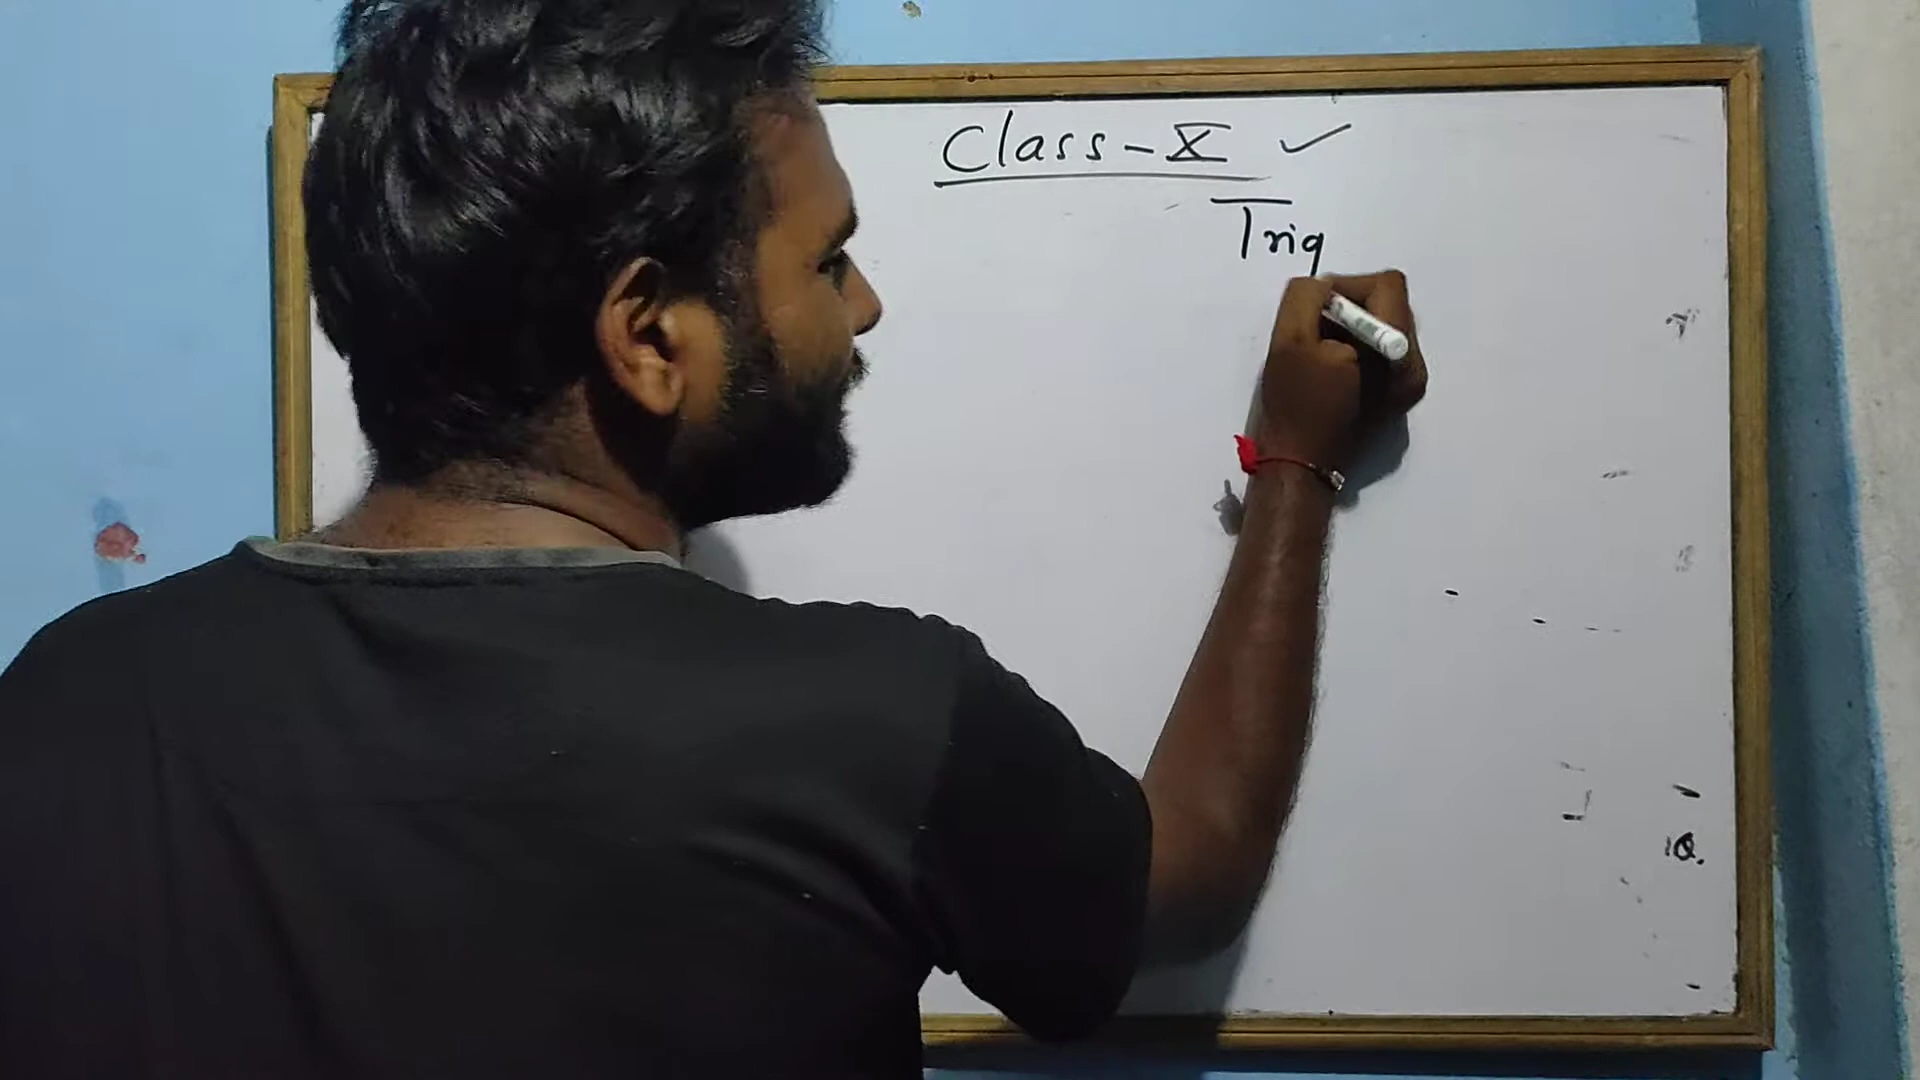 Class - X ✓
Trig